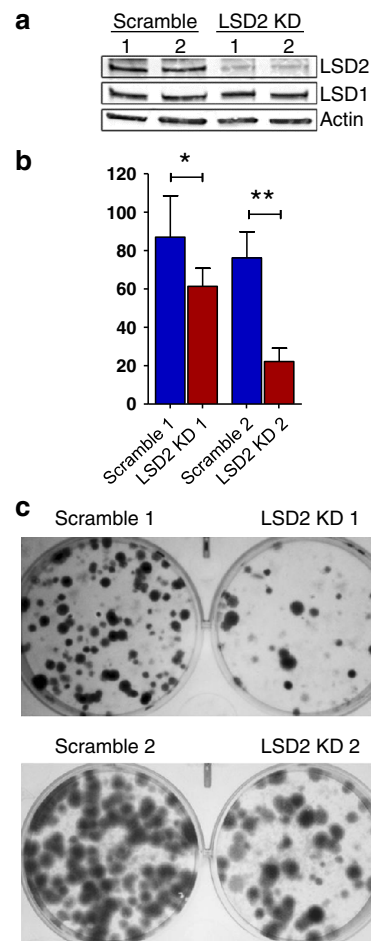 a
Scramble LSD2 KD
1 2 1 2
LSD2
LSD1
Actin
b
120
100
80
60
40
20
0
*
**
Scramble 1
LSD2 KD 1
Scramble 2
LSD2 KD 2
c
Scramble 1 LSD2 KD 1
Scramble 2 LSD2 KD 2